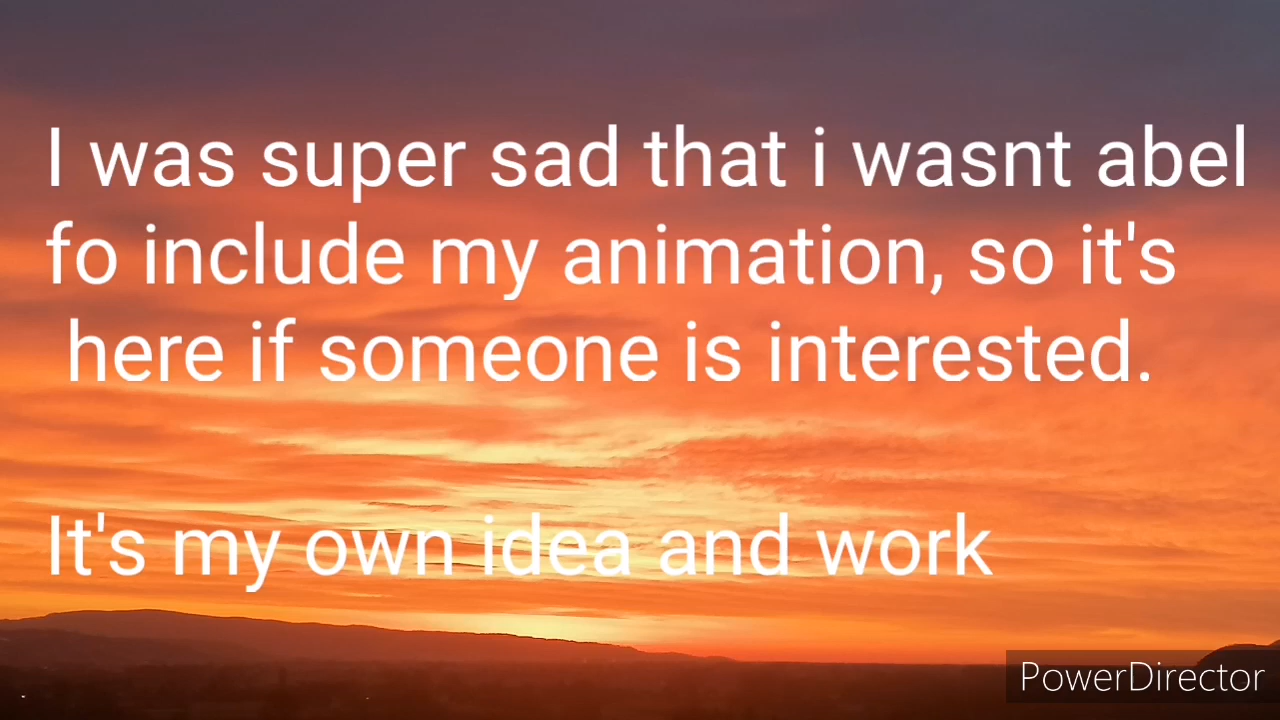 I was super sad that i wasnt abel
fo include my animation, so it's
here if someone is interested.
It's my own idea and work
PowerDirector